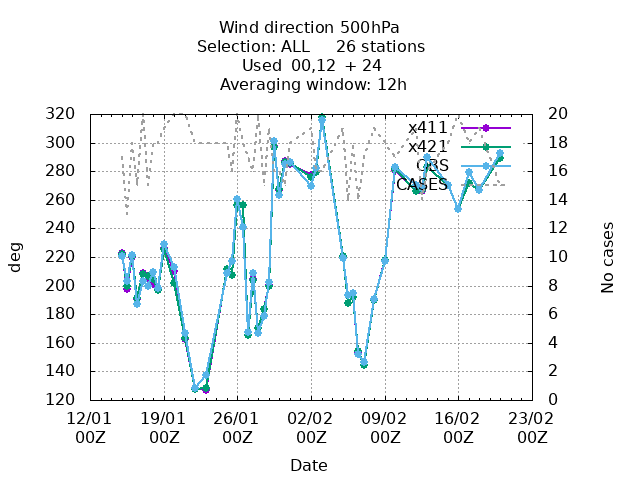 Wind direction 500hPa
Selection: ALL 26 stations
Used 00,12 + 24
Averaging window: 12h
320 20
x411
300 18
x421
280 16
OBS
CASES
260 14
240 12
220 10
200 8
180 6
160 4
140 2
120 0
deg
No cases
12/01 19/01 26/01 02/02 09/02 16/02 23/02
00Z 00Z 00Z 00Z 00Z 00Z 00Z
Date